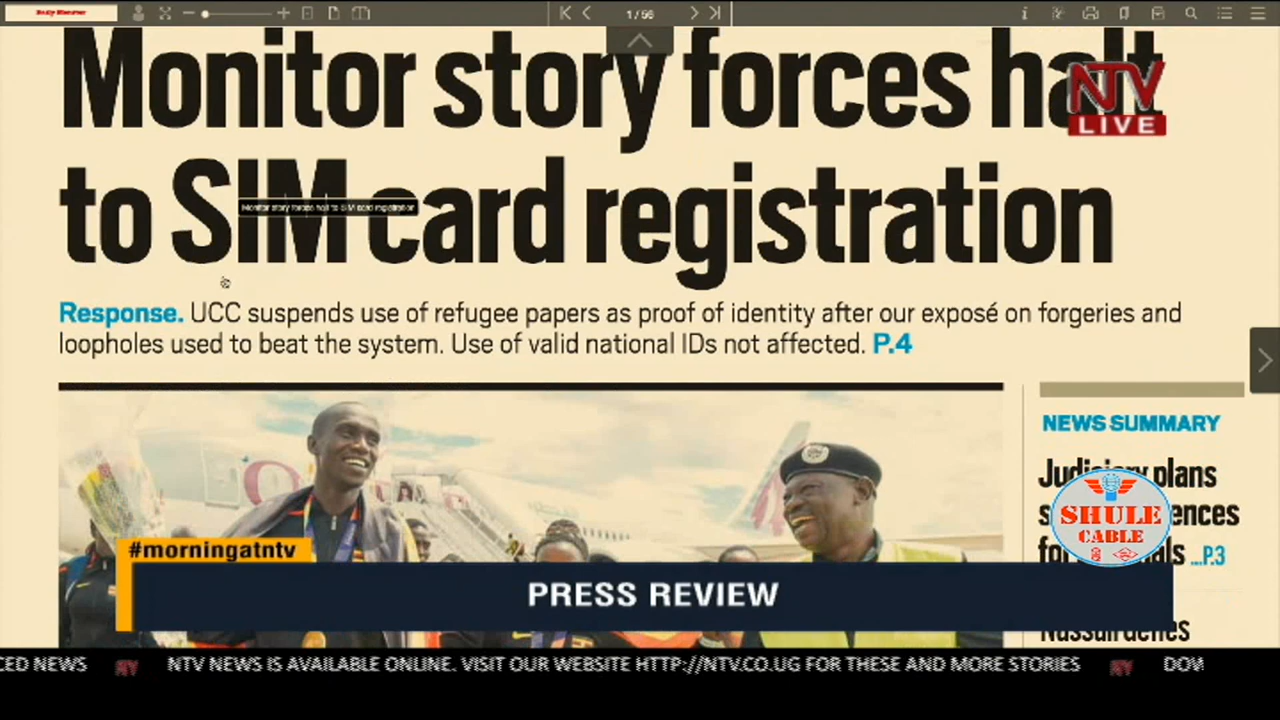 Daily Monitor
1 / 56
Monitor story forces halt
NTV
LIVE
to SIM card registration
Monitor story forces halt to SIM card registration
Response. UCC suspends use of refugee papers as proof of identity after our exposé on forgeries and
loopholes used to beat the system. Use of valid national IDs not affected. P.4
NEWS SUMMARY
Judiciary plans
SHULE
CABLE
...P.3
#morningatntv
PRESS REVIEW
NTV NEWS IS AVAILABLE ONLINE. VISIT OUR WEBSITE HTTP://NTV.CO.UG FOR THESE AND MORE STORIES